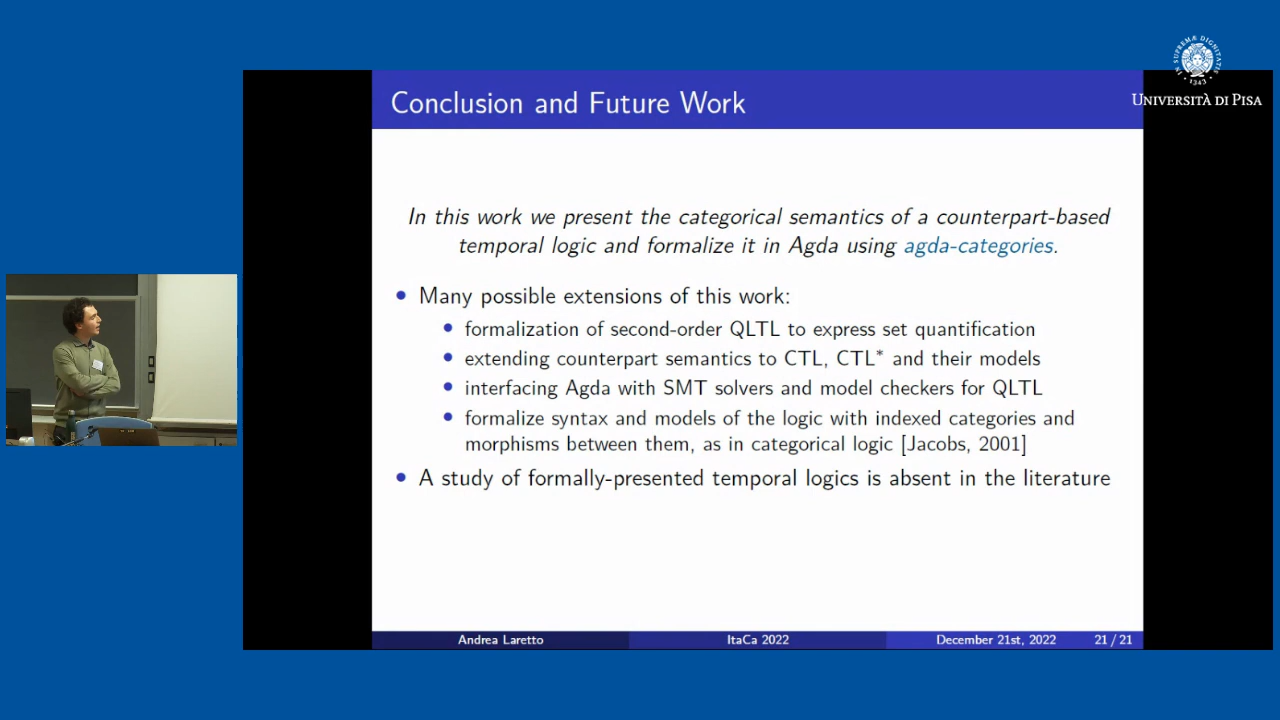 IN SUPREMÆ DIGNITATIS
1343
UNIVERSITÀ DI PISA
Conclusion and Future Work
In this work we present the categorical semantics of a counterpart-based
temporal logic and formalize it in Agda using agda-categories.
• Many possible extensions of this work:
• formalization of second-order QLTL to express set quantification
• extending counterpart semantics to CTL, CTL* and their models
• interfacing Agda with SMT solvers and model checkers for QLTL
• formalize syntax and models of the logic with indexed categories and
morphisms between them, as in categorical logic [Jacobs, 2001]
• A study of formally-presented temporal logics is absent in the literature
Andrea Laretto ItaCa 2022 December 21st, 2022 21 / 21